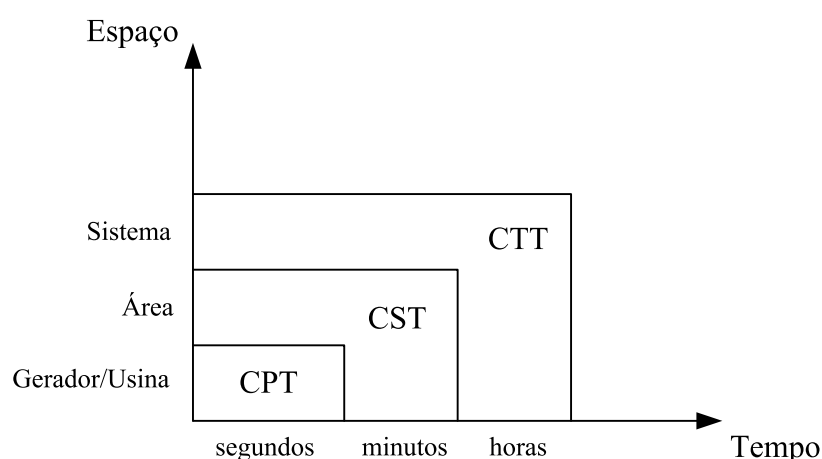 Espaço
Sistema
CTT
Área
CST
Gerador/Usina
CPT
segundos
minutos
horas
Tempo